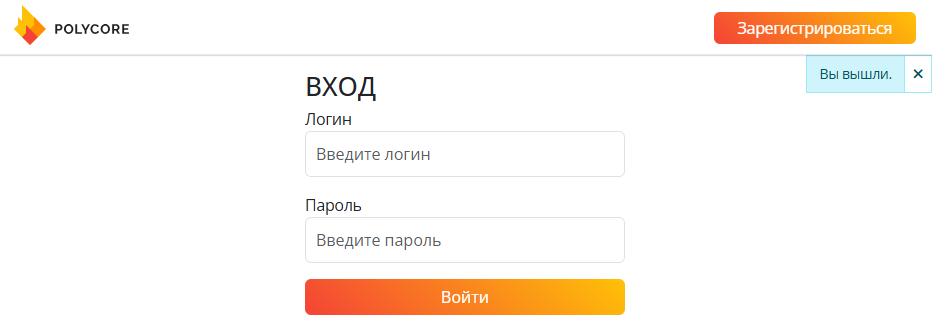 POLYCORE
Зарегистрироваться
Вы вышли. ✕
ВХОД
Логин
Введите логин
Пароль
Введите пароль
Войти